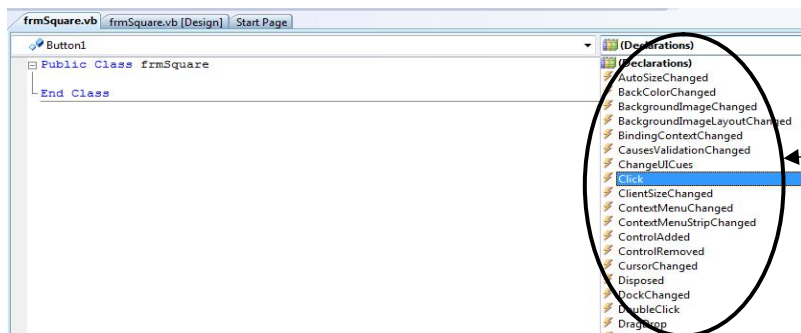 frmSquare.vb frmSquare.vb [Design] Start Page
Button1 (Declarations)
Public Class frmSquare
End Class
(Declarations)
AutoSizeChanged
BackColorChanged
BackgroundImageChanged
BackgroundImageLayoutChanged
BindingContextChanged
CausesValidationChanged
ChangeUICues
Click
ClientSizeChanged
ContextMenuChanged
ContextMenuStripChanged
ControlAdded
ControlRemoved
CursorChanged
Disposed
DockChanged
DoubleClick
DragDrop